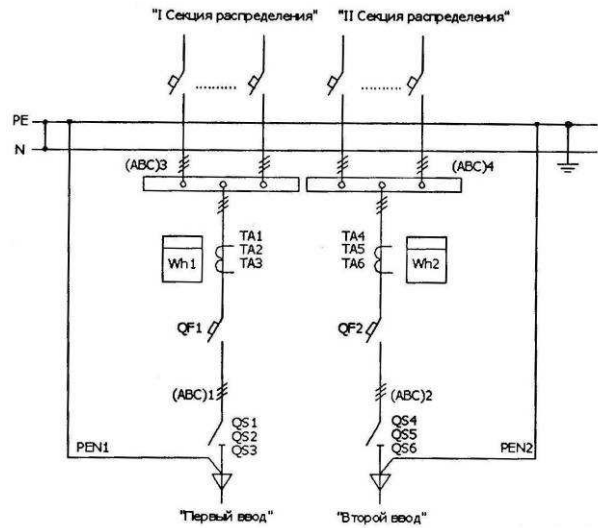 "I Секция распределения" "II Секция распределения"
PE
N
(ABC)3 (ABC)4
TA1 TA4
TA2 TA5
TA3 TA6
Wh1 Wh2
QF1 QF2
(ABC)1 (ABC)2
QS1 QS4
QS2 QS5
QS3 QS6
PEN1 PEN2
"Первый ввод" "Второй ввод"